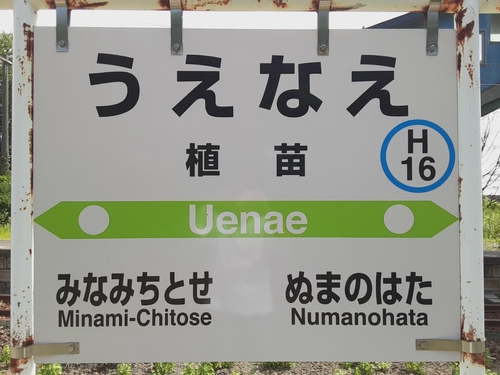 うえなえ
植苗
H
16
Uenae
みなみちとせ
Minami-Chitose
ぬまのはた
Numanohata